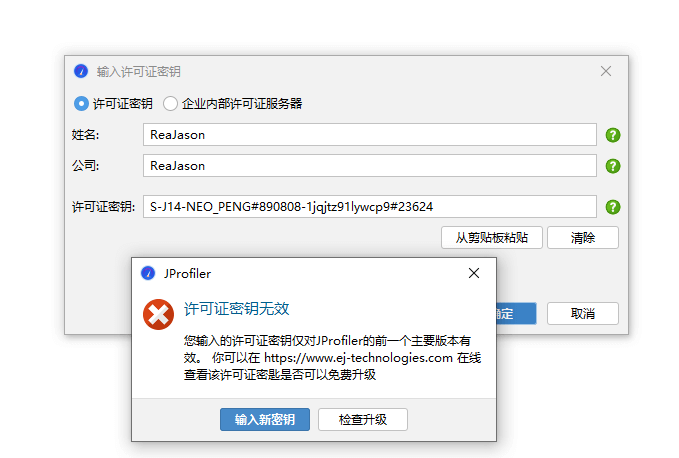 输入许可证密钥
许可证密钥 企业内部许可证服务器
姓名: ReaJason
公司: ReaJason
许可证密钥: S-J14-NEO_PENG#890808-1jqjtz91lywcp9#23624
从剪贴板粘贴 清除
确定 取消
JProfiler
许可证密钥无效
您输入的许可证密钥仅对JProfiler的前一个主要版本有
效。 你可以在 https://www.ej-technologies.com 在线
查看该许可证密匙是否可以免费升级
输入新密钥 检查升级